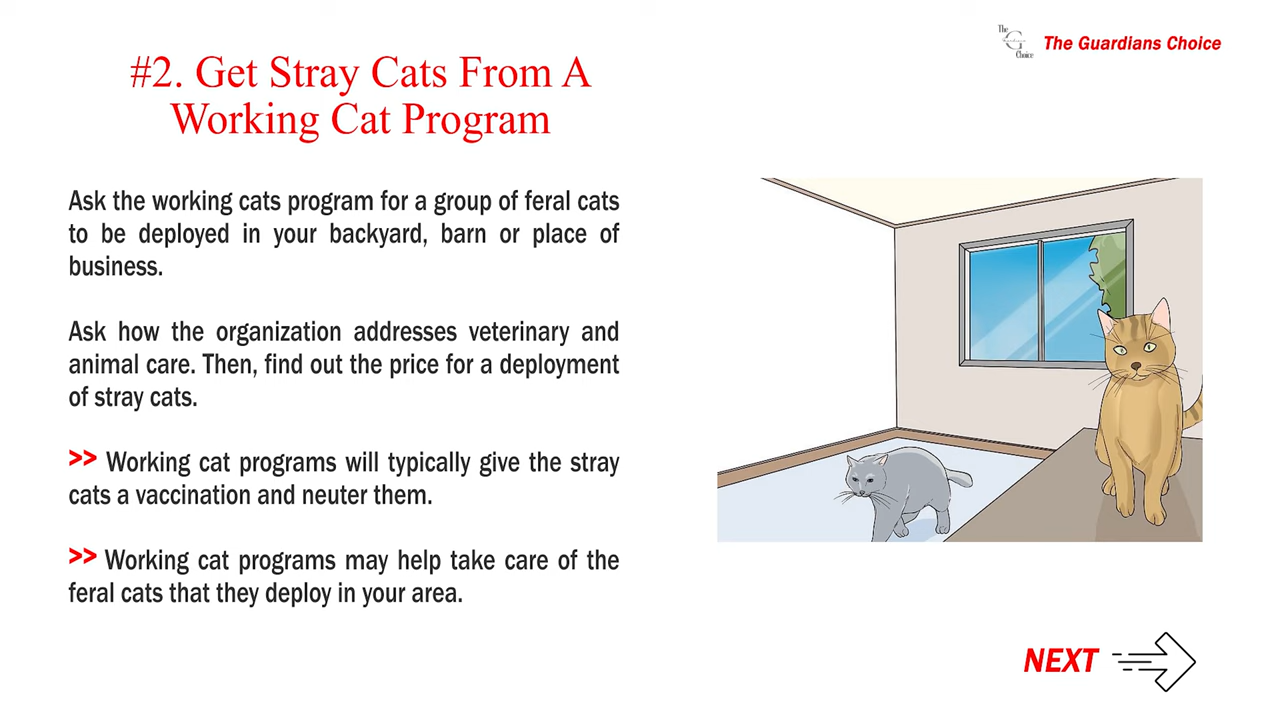 The
G
Choice
The Guardians Choice
#2. Get Stray Cats From A
Working Cat Program
Ask the working cats program for a group of feral cats
to be deployed in your backyard, barn or place of
business.
Ask how the organization addresses veterinary and
animal care. Then, find out the price for a deployment
of stray cats.
>> Working cat programs will typically give the stray
cats a vaccination and neuter them.
>> Working cat programs may help take care of the
feral cats that they deploy in your area.
NEXT